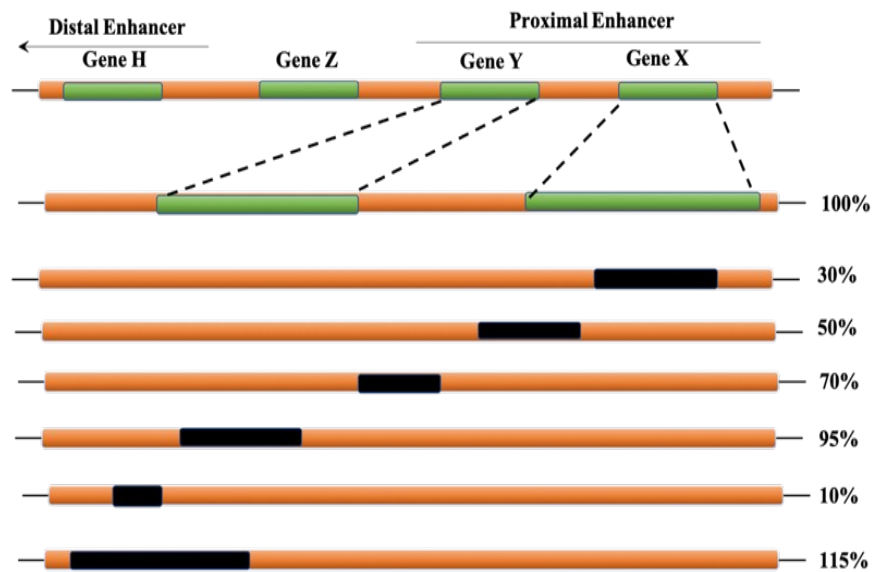 Distal Enhancer
Proximal Enhancer
Gene H
Gene Z
Gene Y
Gene X
100%
30%
50%
70%
95%
10%
115%